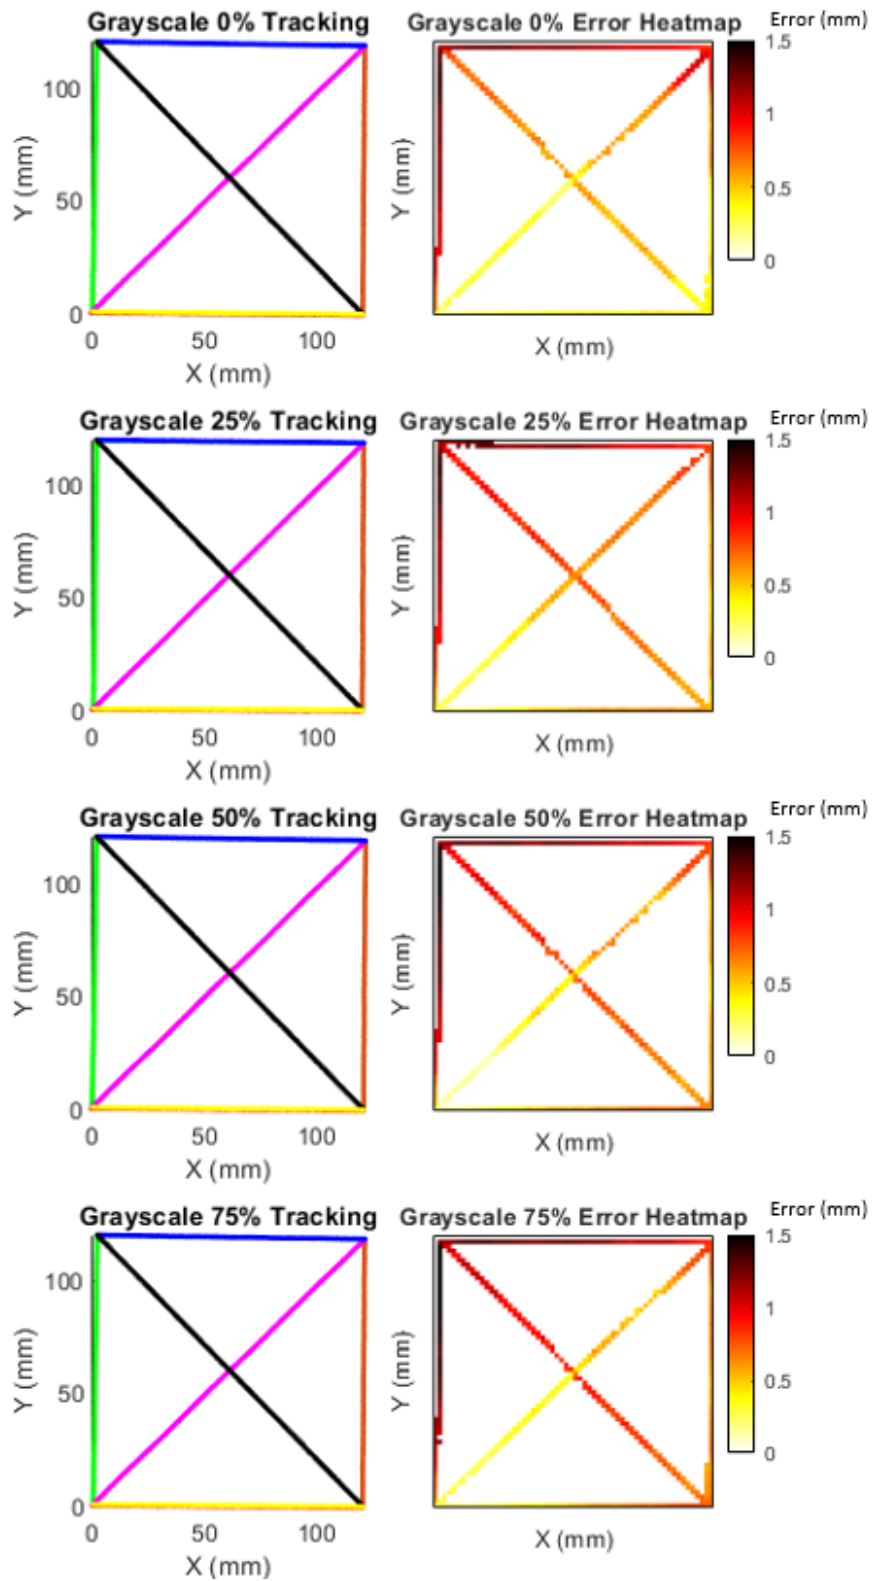 Grayscale 0% Tracking
Grayscale 0% Error Heatmap
Error (mm)
Y (mm)
100
50
0
0
50
100
X (mm)
Y (mm)
X (mm)
1.5
1
0.5
0
Grayscale 25% Tracking
Grayscale 25% Error Heatmap
Error (mm)
Y (mm)
100
50
0
0
50
100
X (mm)
Y (mm)
X (mm)
1.5
1
0.5
0
Grayscale 50% Tracking
Grayscale 50% Error Heatmap
Error (mm)
Y (mm)
100
50
0
0
50
100
X (mm)
Y (mm)
X (mm)
1.5
1
0.5
0
Grayscale 75% Tracking
Grayscale 75% Error Heatmap
Error (mm)
Y (mm)
100
50
0
0
50
100
X (mm)
Y (mm)
X (mm)
1.5
1
0.5
0